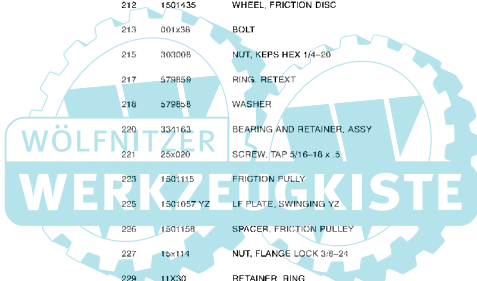 212 1501435 WHEEL, FRICTION DISC
213 001x38 BOLT
215 303008 NUT, KEPS HEX 1/4-20
217 579859 RING, RETEXT
218 579858 WASHER
220 334163 BEARING AND RETAINER, ASSY
WÖLFNITZER
221 25x020 SCREW, TAP 5/16-18 x .5
223 1501115 FRICTION PULLY
WERKZEUGKISTE
225 1501057 YZ LF PLATE, SWINGING YZ
226 1501158 SPACER, FRICTION PULLEY
227 15x114 NUT, FLANGE LOCK 3/8-24
229 11X30 RETAINER, RING